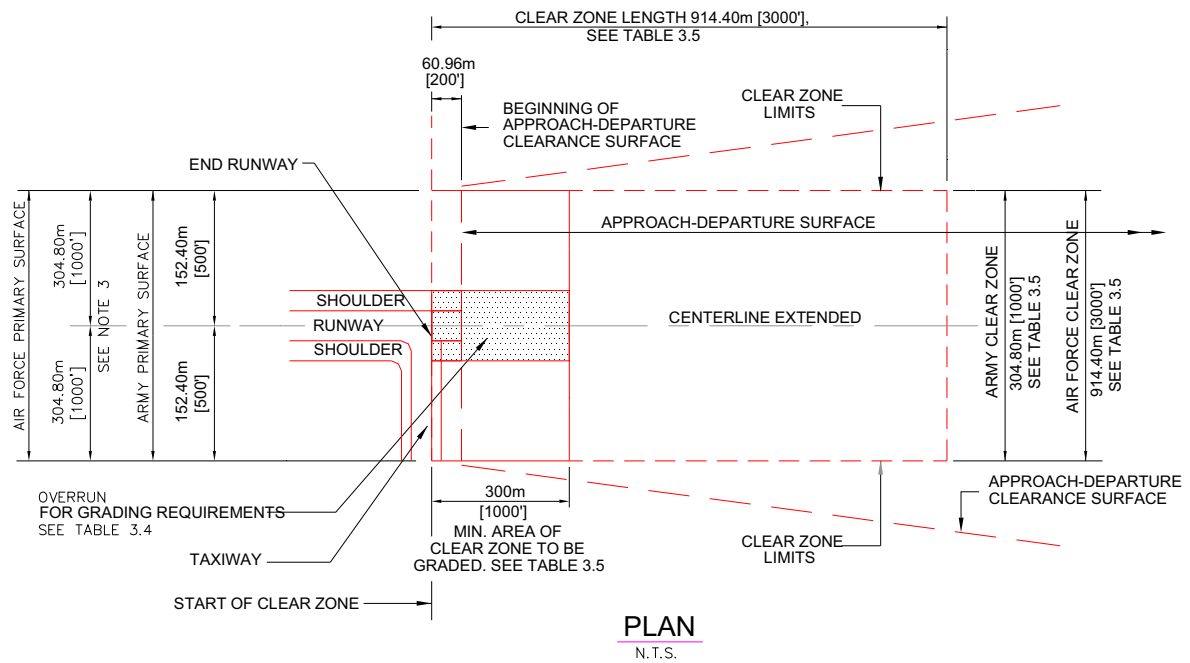 CLEAR ZONE LENGTH 914.40m [3000'],
SEE TABLE 3.5
60.96m
[200']
BEGINNING OF
APPROACH-DEPARTURE
CLEARANCE SURFACE
CLEAR ZONE
LIMITS
END RUNWAY
APPROACH-DEPARTURE SURFACE
AIR FORCE PRIMARY SURFACE
304.80m
[1000']
304.80m
[1000']
SEE NOTE 3
ARMY PRIMARY SURFACE
152.40m
[500']
152.40m
[500']
SHOULDER
RUNWAY
SHOULDER
CENTERLINE EXTENDED
ARMY CLEAR ZONE
304.80m [1000']
SEE TABLE 3.5
AIR FORCE CLEAR ZONE
914.40m [3000']
SEE TABLE 3.5
OVERRUN
FOR GRADING REQUIREMENTS
SEE TABLE 3.4
300m
[1000']
MIN. AREA OF
CLEAR ZONE TO BE
GRADED. SEE TABLE 3.5
APPROACH-DEPARTURE
CLEARANCE SURFACE
CLEAR ZONE
LIMITS
TAXIWAY
START OF CLEAR ZONE
PLAN
N.T.S.